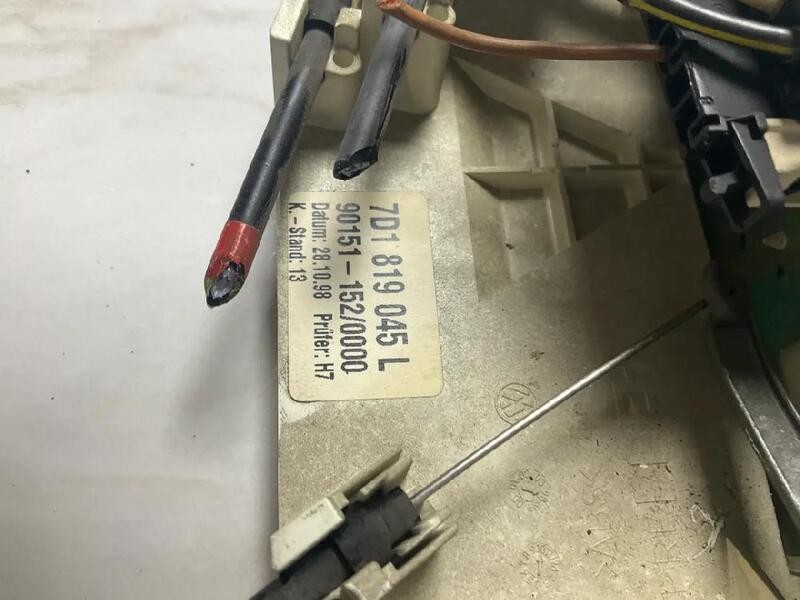 7D1 819 045 L
90151-152/0000
Datum: 28.10.98 Prüfer: H7
K.-Stand: 13